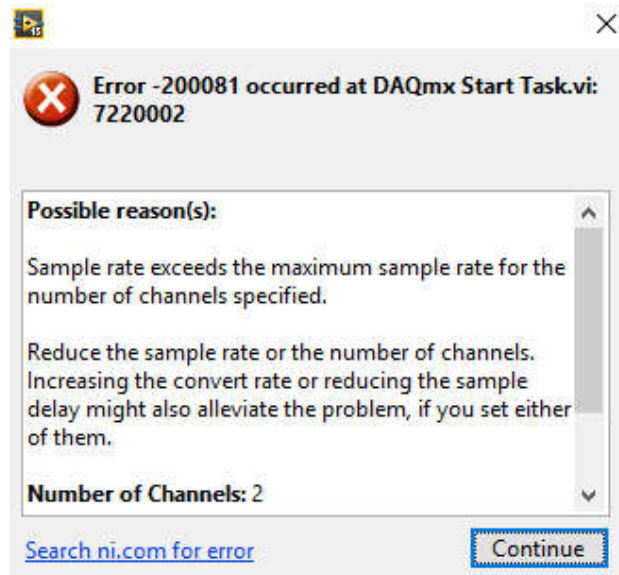 15
Error -200081 occurred at DAQmx Start Task.vi:
7220002
Possible reason(s):
Sample rate exceeds the maximum sample rate for the
number of channels specified.
Reduce the sample rate or the number of channels.
Increasing the convert rate or reducing the sample
delay might also alleviate the problem, if you set either
of them.
Number of Channels: 2
Search ni.com for error
Continue